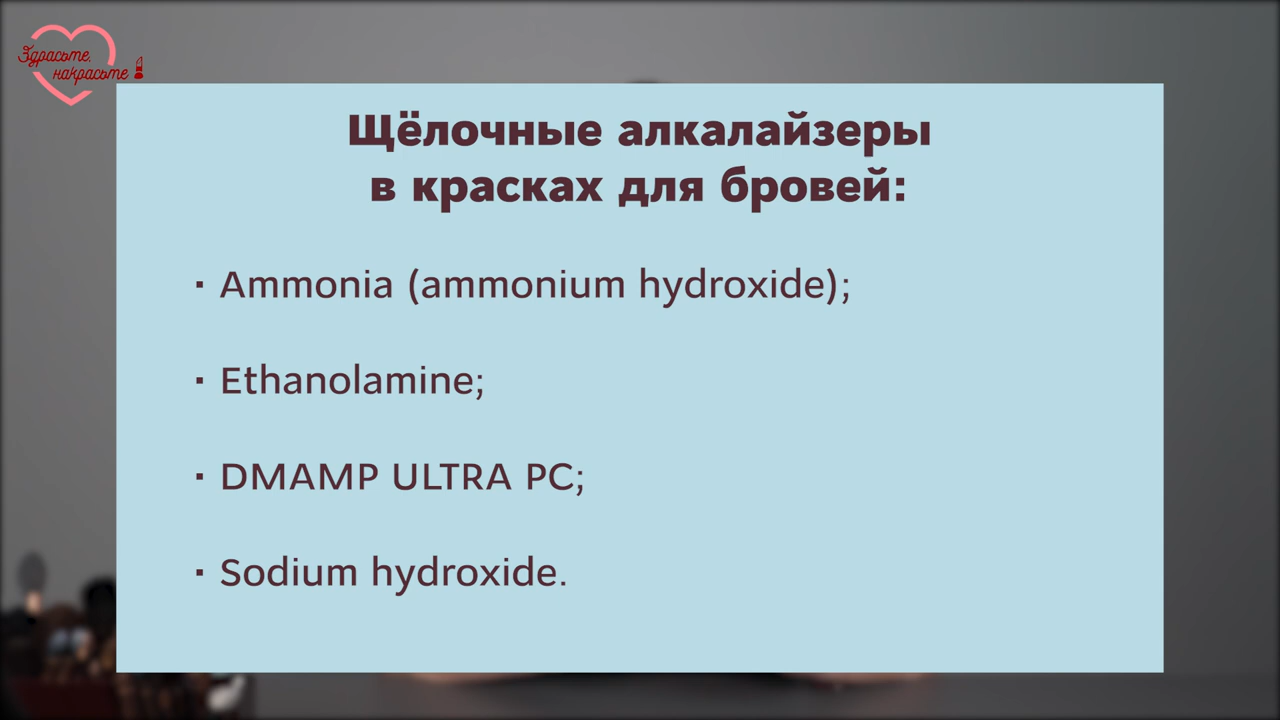 Здрасьте,
накрасьте
Щёлочные алкалайзеры
в красках для бровей:
· Ammonia (ammonium hydroxide);
· Ethanolamine;
· DMAMP ULTRA PC;
· Sodium hydroxide.